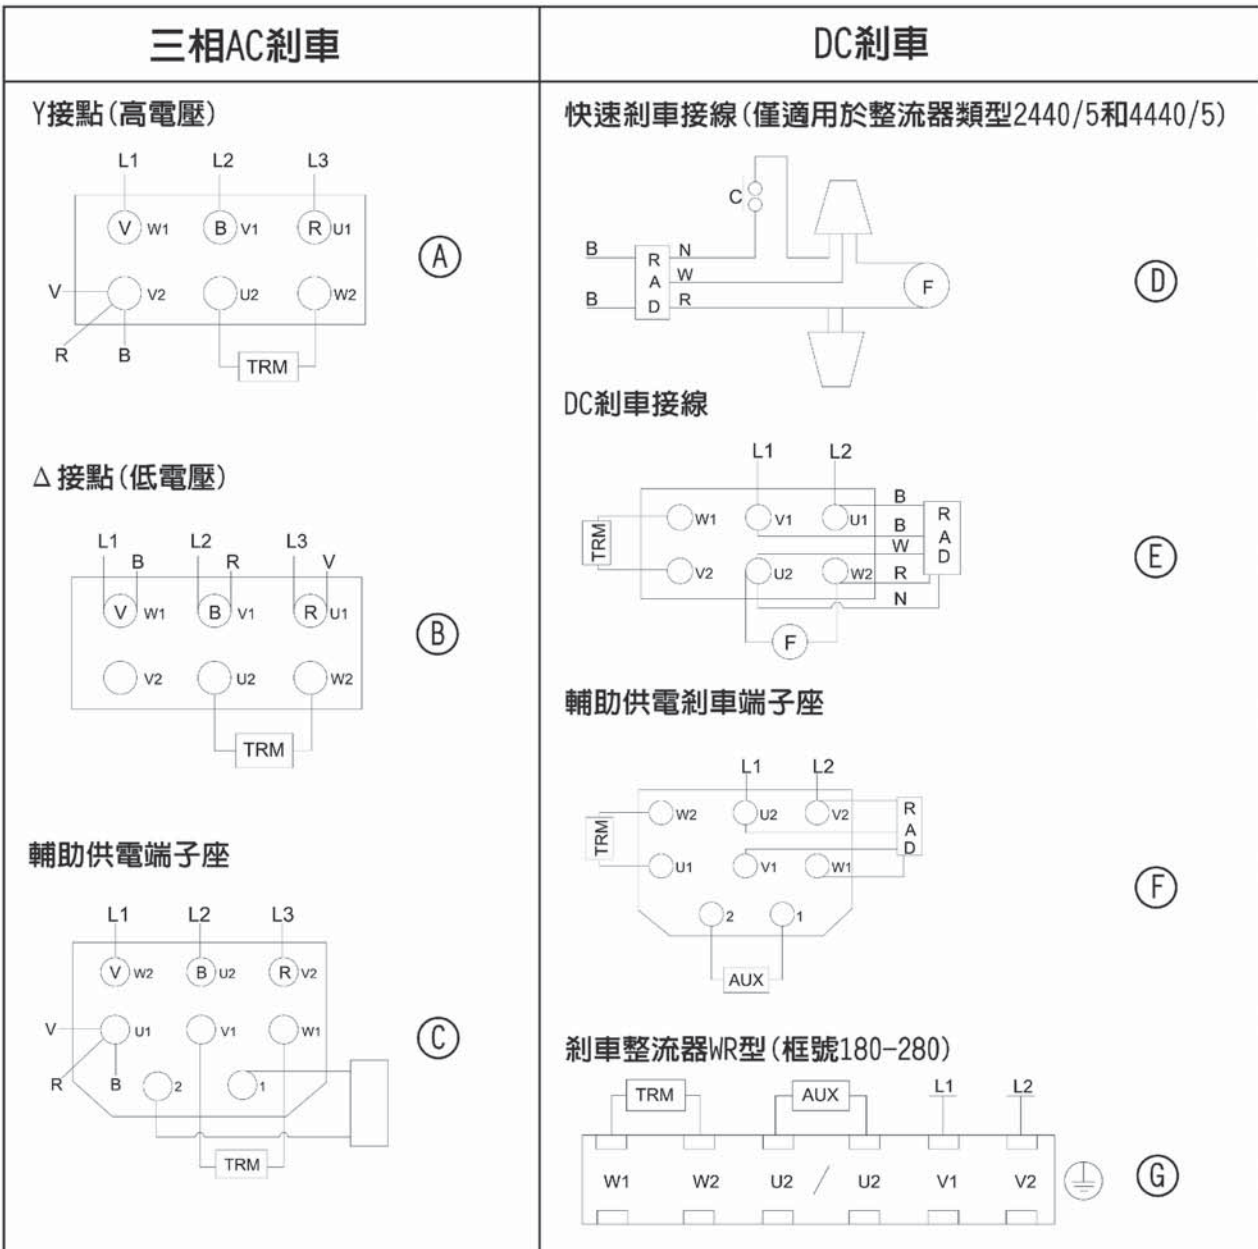 三相AC剎車
Y接點(高電壓)
L1 L2 L3
V W1 B V1 R U1
V V2 U2 W2
R B TRM
A
Δ接點(低電壓)
L1 B L2 R L3 V
V W1 B V1 R U1
V2 U2 W2
TRM
B
輔助供電端子座
L1 L2 L3
V W2 B U2 R V2
V U1 V1 W1
R B 2 1
TRM
C
DC剎車
快速剎車接線(僅適用於整流器類型2440/5和4440/5)
C
B R N
A W F
B D R
D
DC剎車接線
L1 L2
TRM W1 V1 U1 B R
B A
W D
V2 U2 W2 R
N
F
E
輔助供電剎車端子座
L1 L2
TRM W2 U2 V2 R
A
D
U1 V1 W1
2 1
AUX
F
剎車整流器WR型(框號180-280)
TRM AUX L1 L2
W1 W2 U2 / U2 V1 V2
G